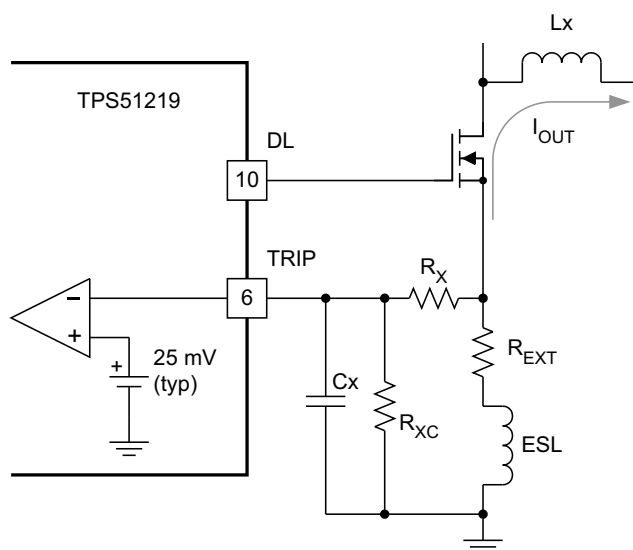 Lx
TPS51219
DL
I_OUT
10
TRIP
6
R_X
−
+
+
25 mV
(typ)
R_EXT
Cx
R_XC
ESL